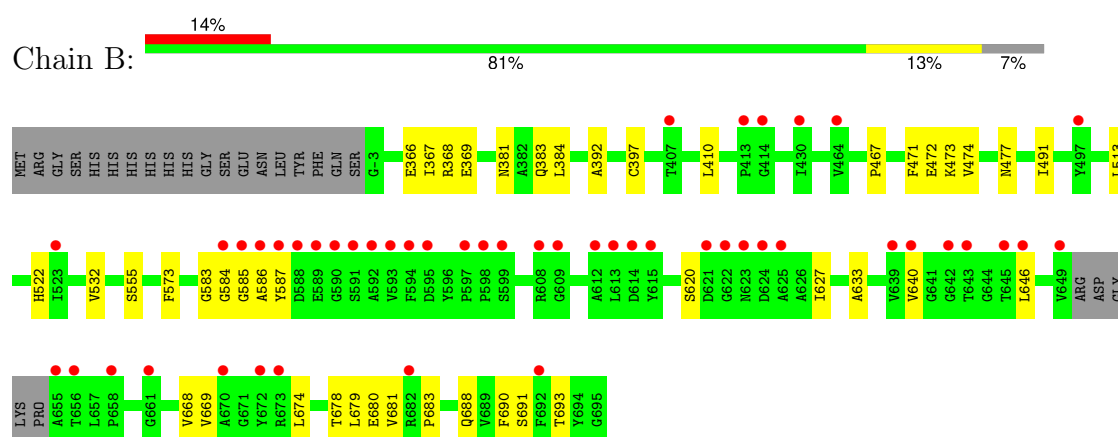 14%
Chain B:
81% 13% 7%
MET ARG GLY SER HIS HIS HIS HIS HIS HIS GLY SER GLU ASN LEU TYR PHE GLN SER G-3 E366 I367 R368 E369 N381 A382 Q383 L384 A392 C397 T407 L410 P413 G414 I430 V464 P467 F471 E472 K473 V474 N477 I491 Y497 L513
H522 I523 V532 S555 F573 G583 G584 G585 A586 Y587 D588 E589 G590 S591 A592 V593 F594 D595 Y596 P597 P598 S599 R608 G609 A612 L613 D614 Y615 S620 D621 G622 N623 D624 A625 A626 I627 A633 V639 V640 G641 G642 T643 G644 T645 L646 V649 ARG ASP GLY
LYS PRO A655 T656 L657 P658 G661 V668 V669 A670 G671 Y672 R673 L674 T678 L679 E680 V681 R682 P683 Q688 V689 F690 S691 F692 T693 Y694 G695